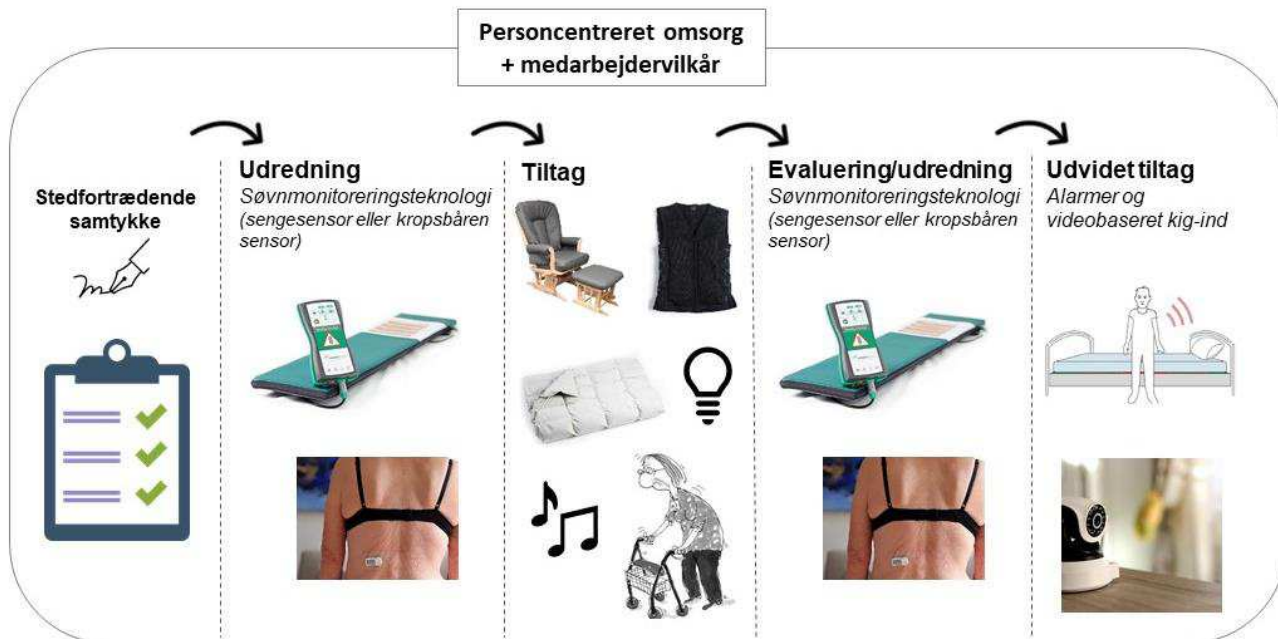 Personcentreret omsorg
+ medarbejdervilkår
Stedfortrædende
samtykke
Udredning
Søvnmonitoreringsteknologi
(sengesensor eller kropsbåren
sensor)
Tiltag
Evaluering/udredning
Søvnmonitoreringsteknologi
(sengesensor eller kropsbåren
sensor)
Udvidet tiltag
Alarmer og
videobaseret kig-ind